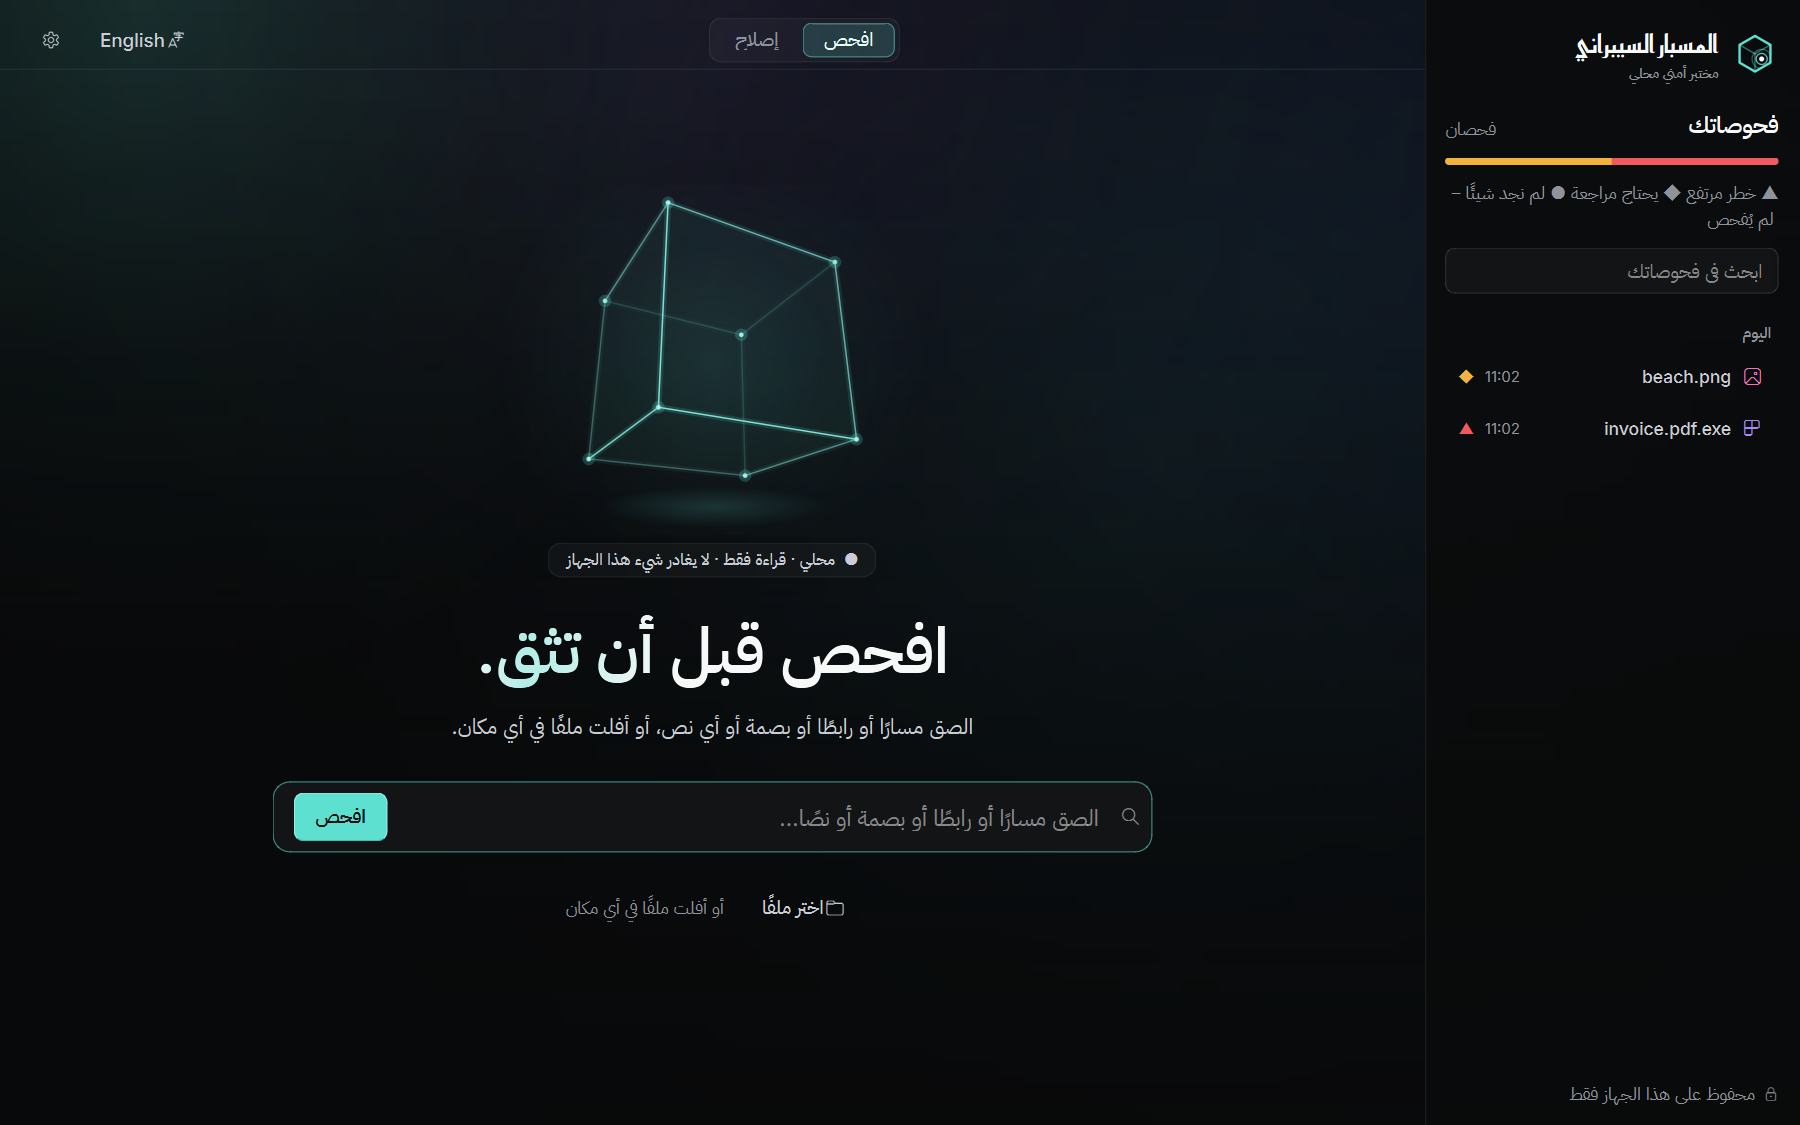 المسبار السيبراني
مختبر أمني محلي
فحوصاتك
فحصان
▲ خطر مرتفع ◆ يحتاج مراجعة ● لم نجد شيئًا –
لم يُفحص
ابحث في فحوصاتك
اليوم
beach.png 11:02
invoice.pdf.exe 11:02
محفوظ على هذا الجهاز فقط
افحص
إصلاح
English
محلي · قراءة فقط · لا يغادر شيء هذا الجهاز
افحص قبل أن تثق.
الصق مسارًا أو رابطًا أو بصمة أو أي نص، أو أفلت ملفًا في أي مكان.
الصق مسارًا أو رابطًا أو بصمة أو نصًا...
افحص
اختر ملفًا
أو أفلت ملفًا في أي مكان